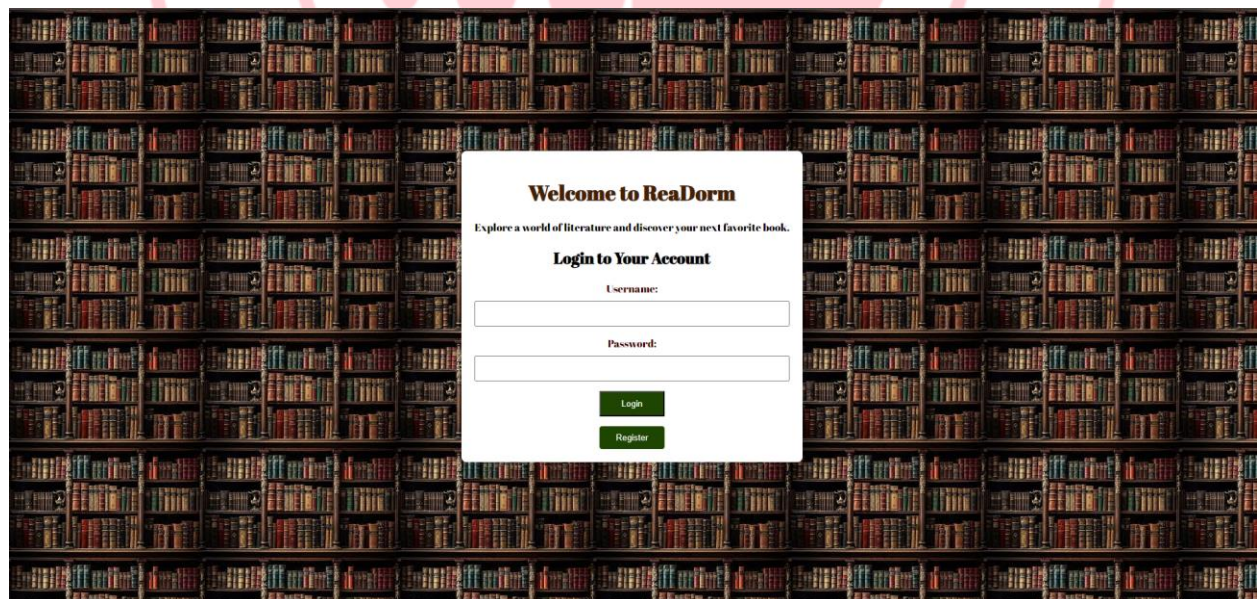 Welcome to ReaDorm
Explore a world of literature and discover your next favorite book.
Login to Your Account
Username:
Password:
Login
Register